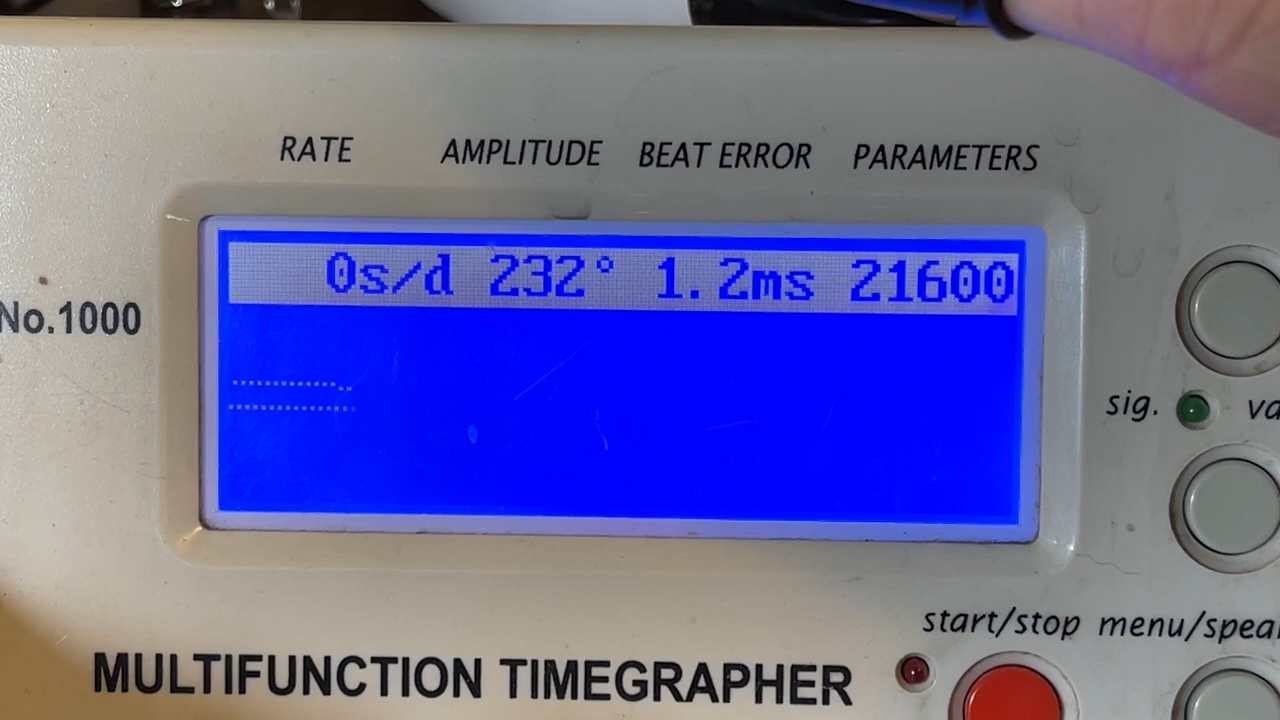 RATE AMPLITUDE BEAT ERROR PARAMETERS
0s/d 232° 1.2ms 21600
No.1000
sig.
start/stop menu/speak
MULTIFUNCTION TIMEGRAPHER